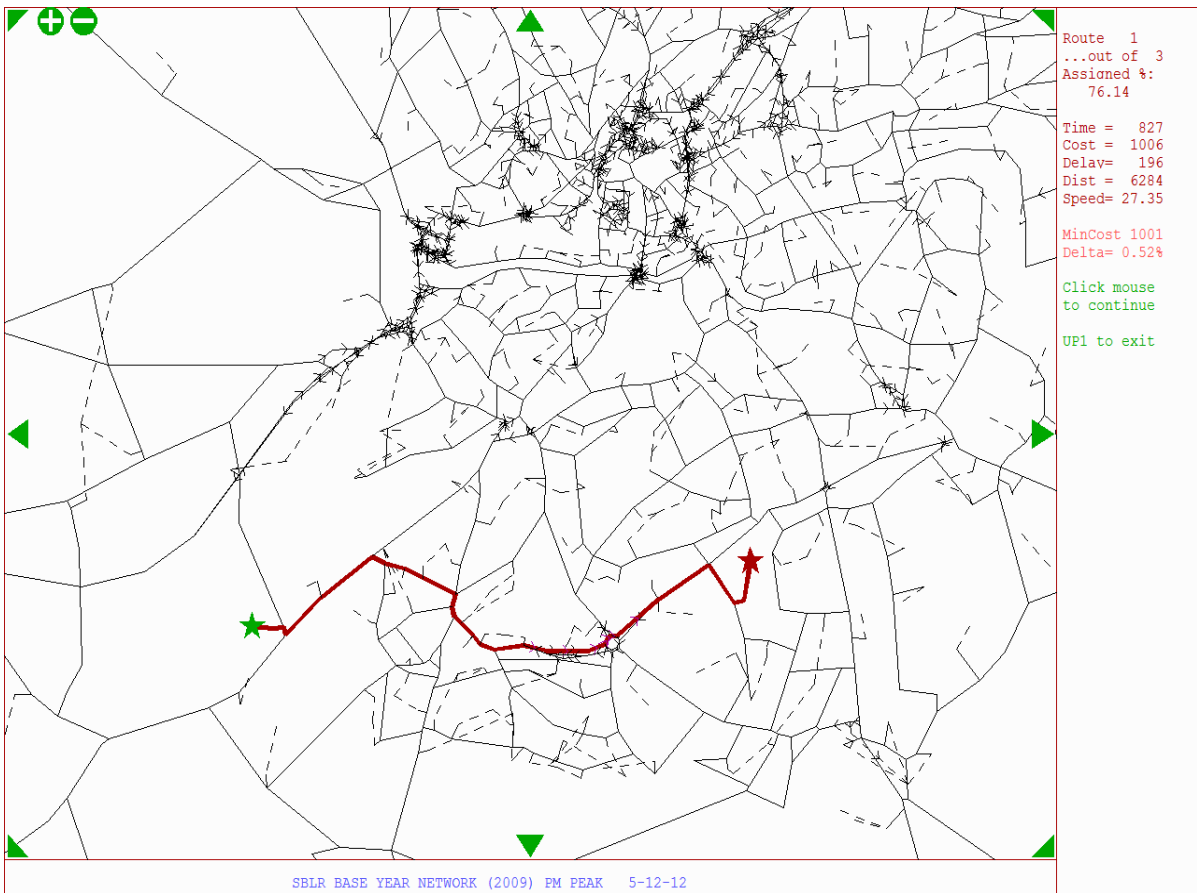 Route 1
...out of 3
Assigned %:
76.14
Time = 827
Cost = 1006
Delay= 196
Dist = 6284
Speed= 27.35
MinCost 1001
Delta= 0.52%
Click mouse
to continue
UP1 to exit
SBLR BASE YEAR NETWORK (2009) PM PEAK 5-12-12